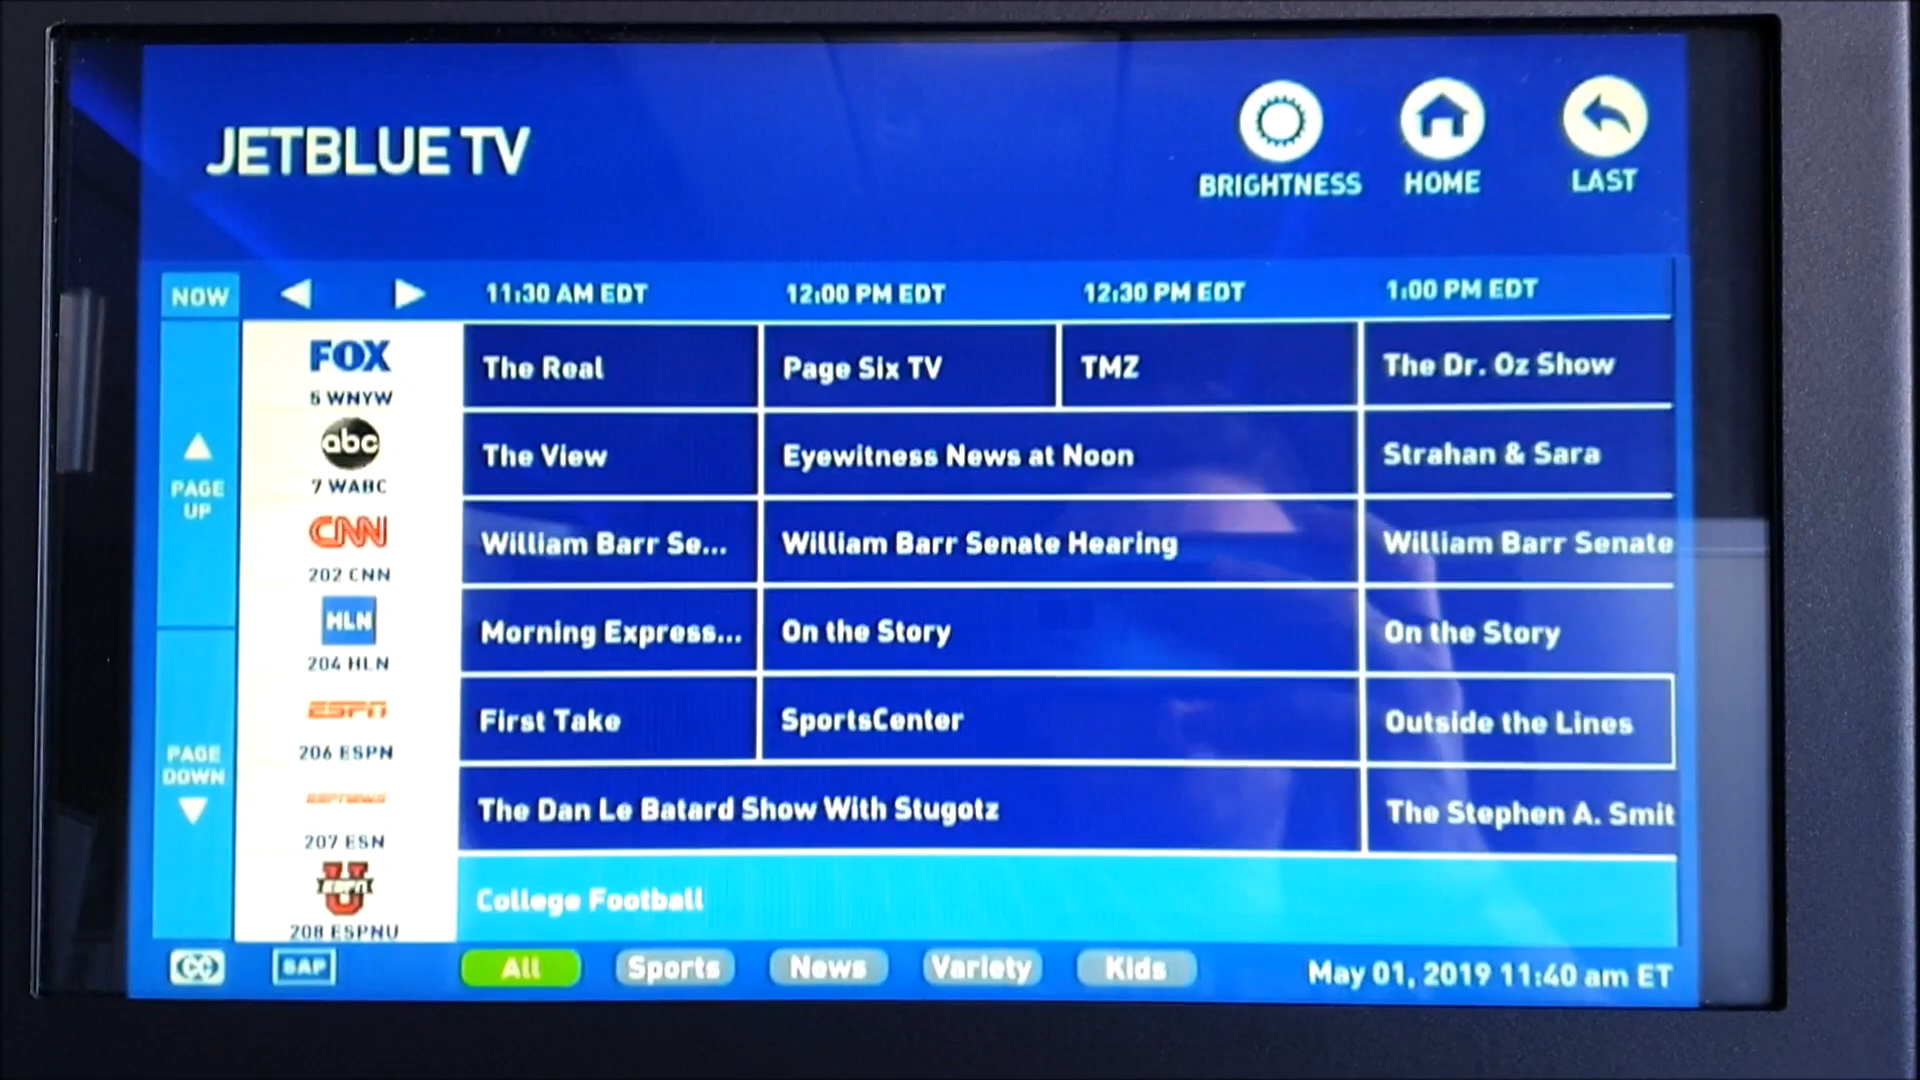 JETBLUE TV
BRIGHTNESS
HOME
LAST
NOW
11:30 AM EDT
12:00 PM EDT
12:30 PM EDT
1:00 PM EDT
FOX
5 WNYW
The Real
Page Six TV
TMZ
The Dr. Oz Show
abc
7 WABC
The View
Eyewitness News at Noon
Strahan & Sara
PAGE
UP
CNN
202 CNN
William Barr Se...
William Barr Senate Hearing
William Barr Senate
HLN
204 HLN
Morning Express...
On the Story
On the Story
ESPN
206 ESPN
First Take
SportsCenter
Outside the Lines
PAGE
DOWN
ESPNEWS
207 ESN
The Dan Le Batard Show With Stugotz
The Stephen A. Smit
U
ESPN
208 ESPNU
College Football
CC
SAP
All
Sports
News
Variety
Kids
May 01, 2019 11:40 am ET